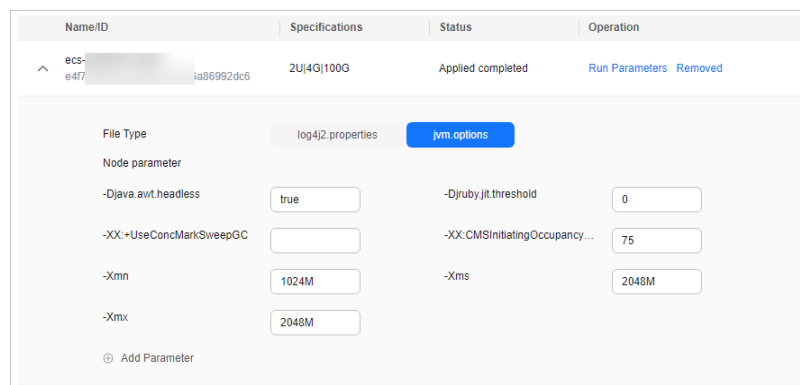 Name/ID Specifications Status Operation
ecs-
2U|4G|100G Applied completed Run Parameters Removed
e4f7 a86992dc6
File Type log4j2.properties jvm.options
Node parameter
-Djava.awt.headless true -Djruby.jit.threshold 0
-XX:+UseConcMarkSweepGC -XX:CMSInitiatingOccupancy... 75
-Xmn 1024M -Xms 2048M
-Xmx 2048M
Add Parameter